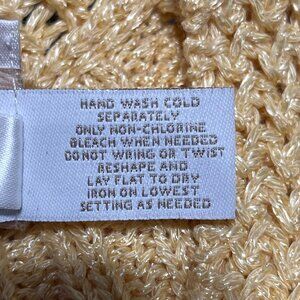 HAND WASH COLD
SEPARATELY
ONLY NON-CHLORINE
BLEACH WHEN NEEDED
DO NOT WRING OR TWIST
RESHAPE AND
LAY FLAT TO DRY
IRON ON LOWEST
SETTING AS NEEDED